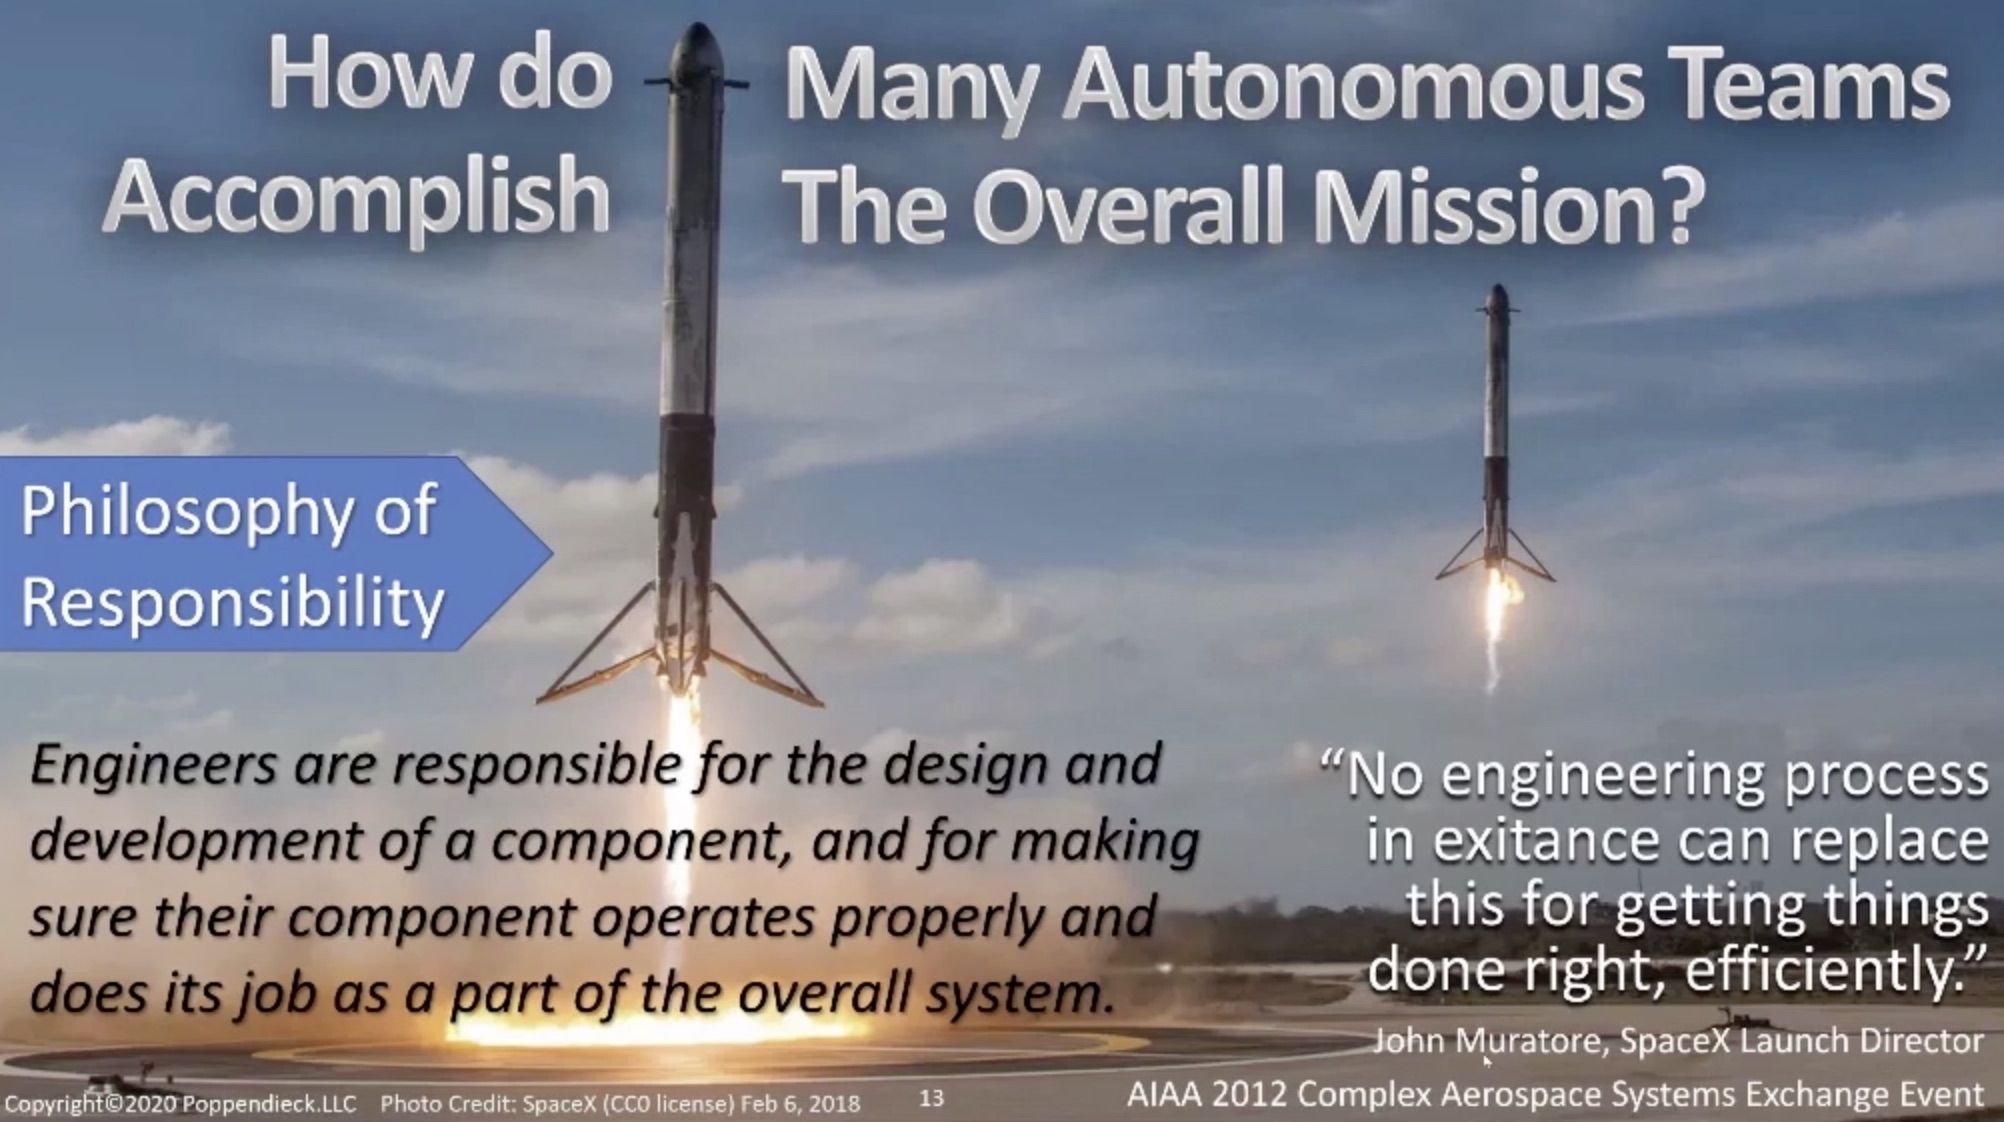 How do Many Autonomous Teams
Accomplish The Overall Mission?
Philosophy of
Responsibility
Engineers are responsible for the design and
development of a component, and for making
sure their component operates properly and
does its job as a part of the overall system.
“No engineering process
in exitance can replace
this for getting things
done right, efficiently.”
John Muratore, SpaceX Launch Director
AIAA 2012 Complex Aerospace Systems Exchange Event
Copyright©2020 Poppendieck.LLC Photo Credit: SpaceX (CC0 license) Feb 6, 2018 13